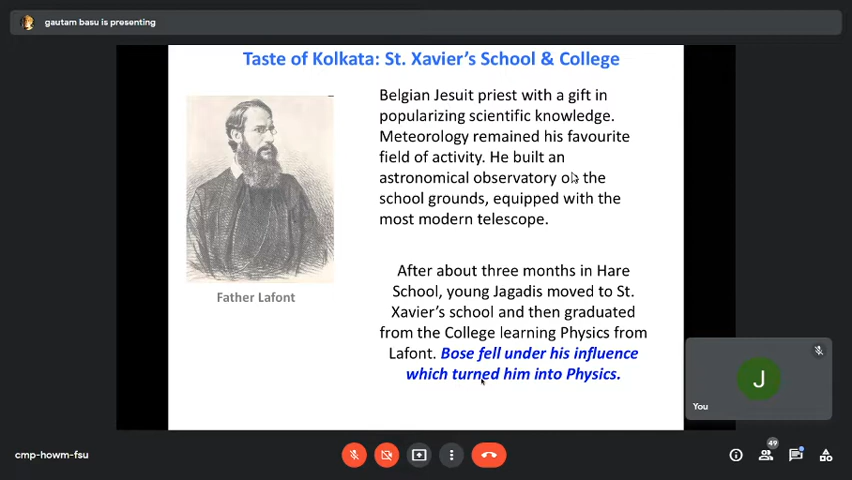 gautam basu is presenting
Taste of Kolkata: St. Xavier's School & College
Belgian Jesuit priest with a gift in
popularizing scientific knowledge.
Meteorology remained his favourite
field of activity. He built an
astronomical observatory on the
school grounds, equipped with the
most modern telescope.
Father Lafont
After about three months in Hare
School, young Jagadis moved to St.
Xavier's school and then graduated
from the College learning Physics from
Lafont. Bose fell under his influence
which turned him into Physics.
J
You
cmp-howm-fsu
49